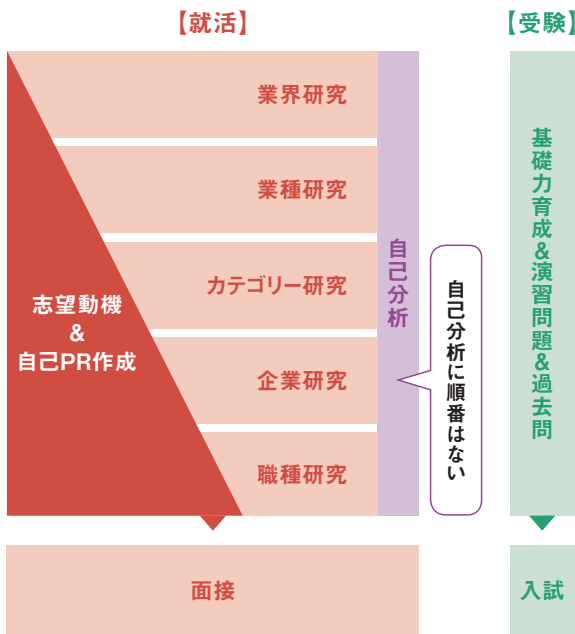 【就活】
【受験】
業界研究
業種研究
カテゴリー研究
企業研究
職種研究
志望動機
&
自己PR作成
自己分析
自己分析に順番はない
基礎力育成&演習問題&過去問
面接
入試